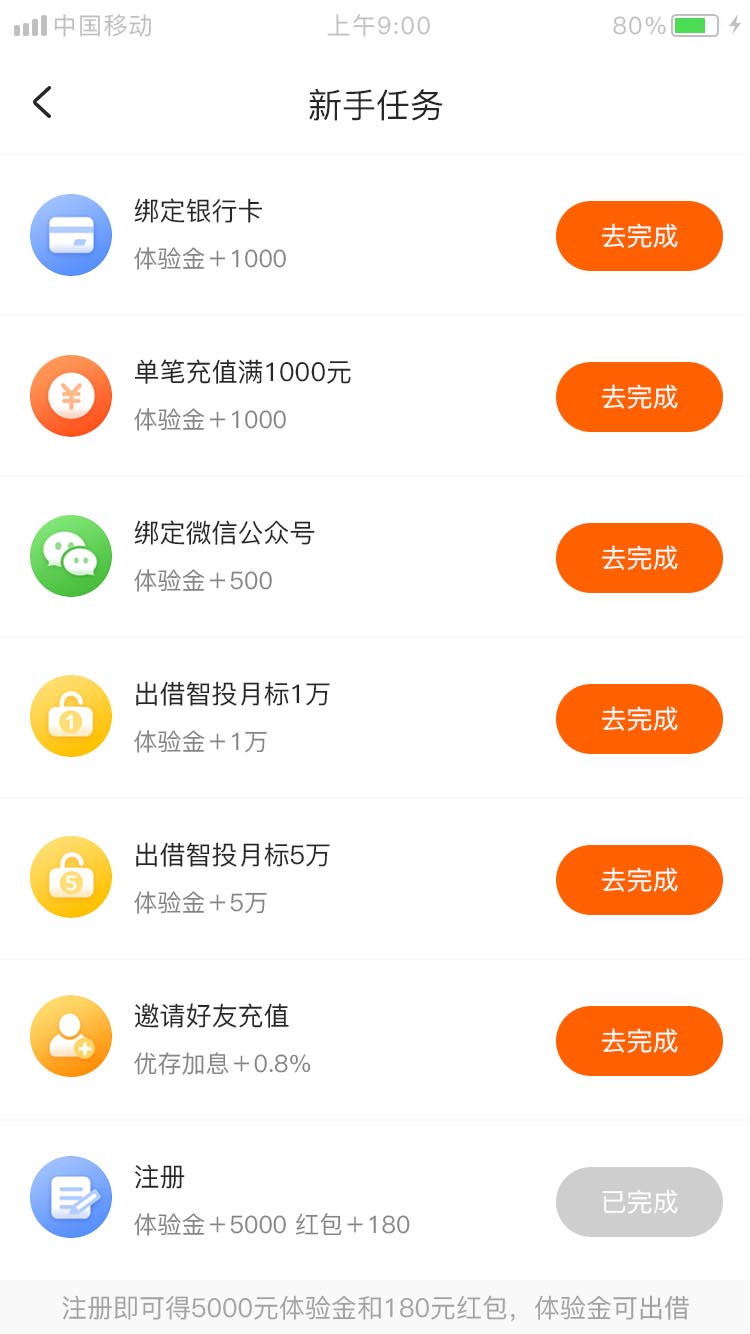 中国移动 上午9:00 80%
新手任务
绑定银行卡
体验金+1000
去完成
¥
单笔充值满1000元
体验金+1000
去完成
绑定微信公众号
体验金+500
去完成
1
出借智投月标1万
体验金+1万
去完成
5
出借智投月标5万
体验金+5万
去完成
邀请好友充值
优存加息+0.8%
去完成
注册
体验金+5000 红包+180
已完成
注册即可得5000元体验金和180元红包，体验金可出借